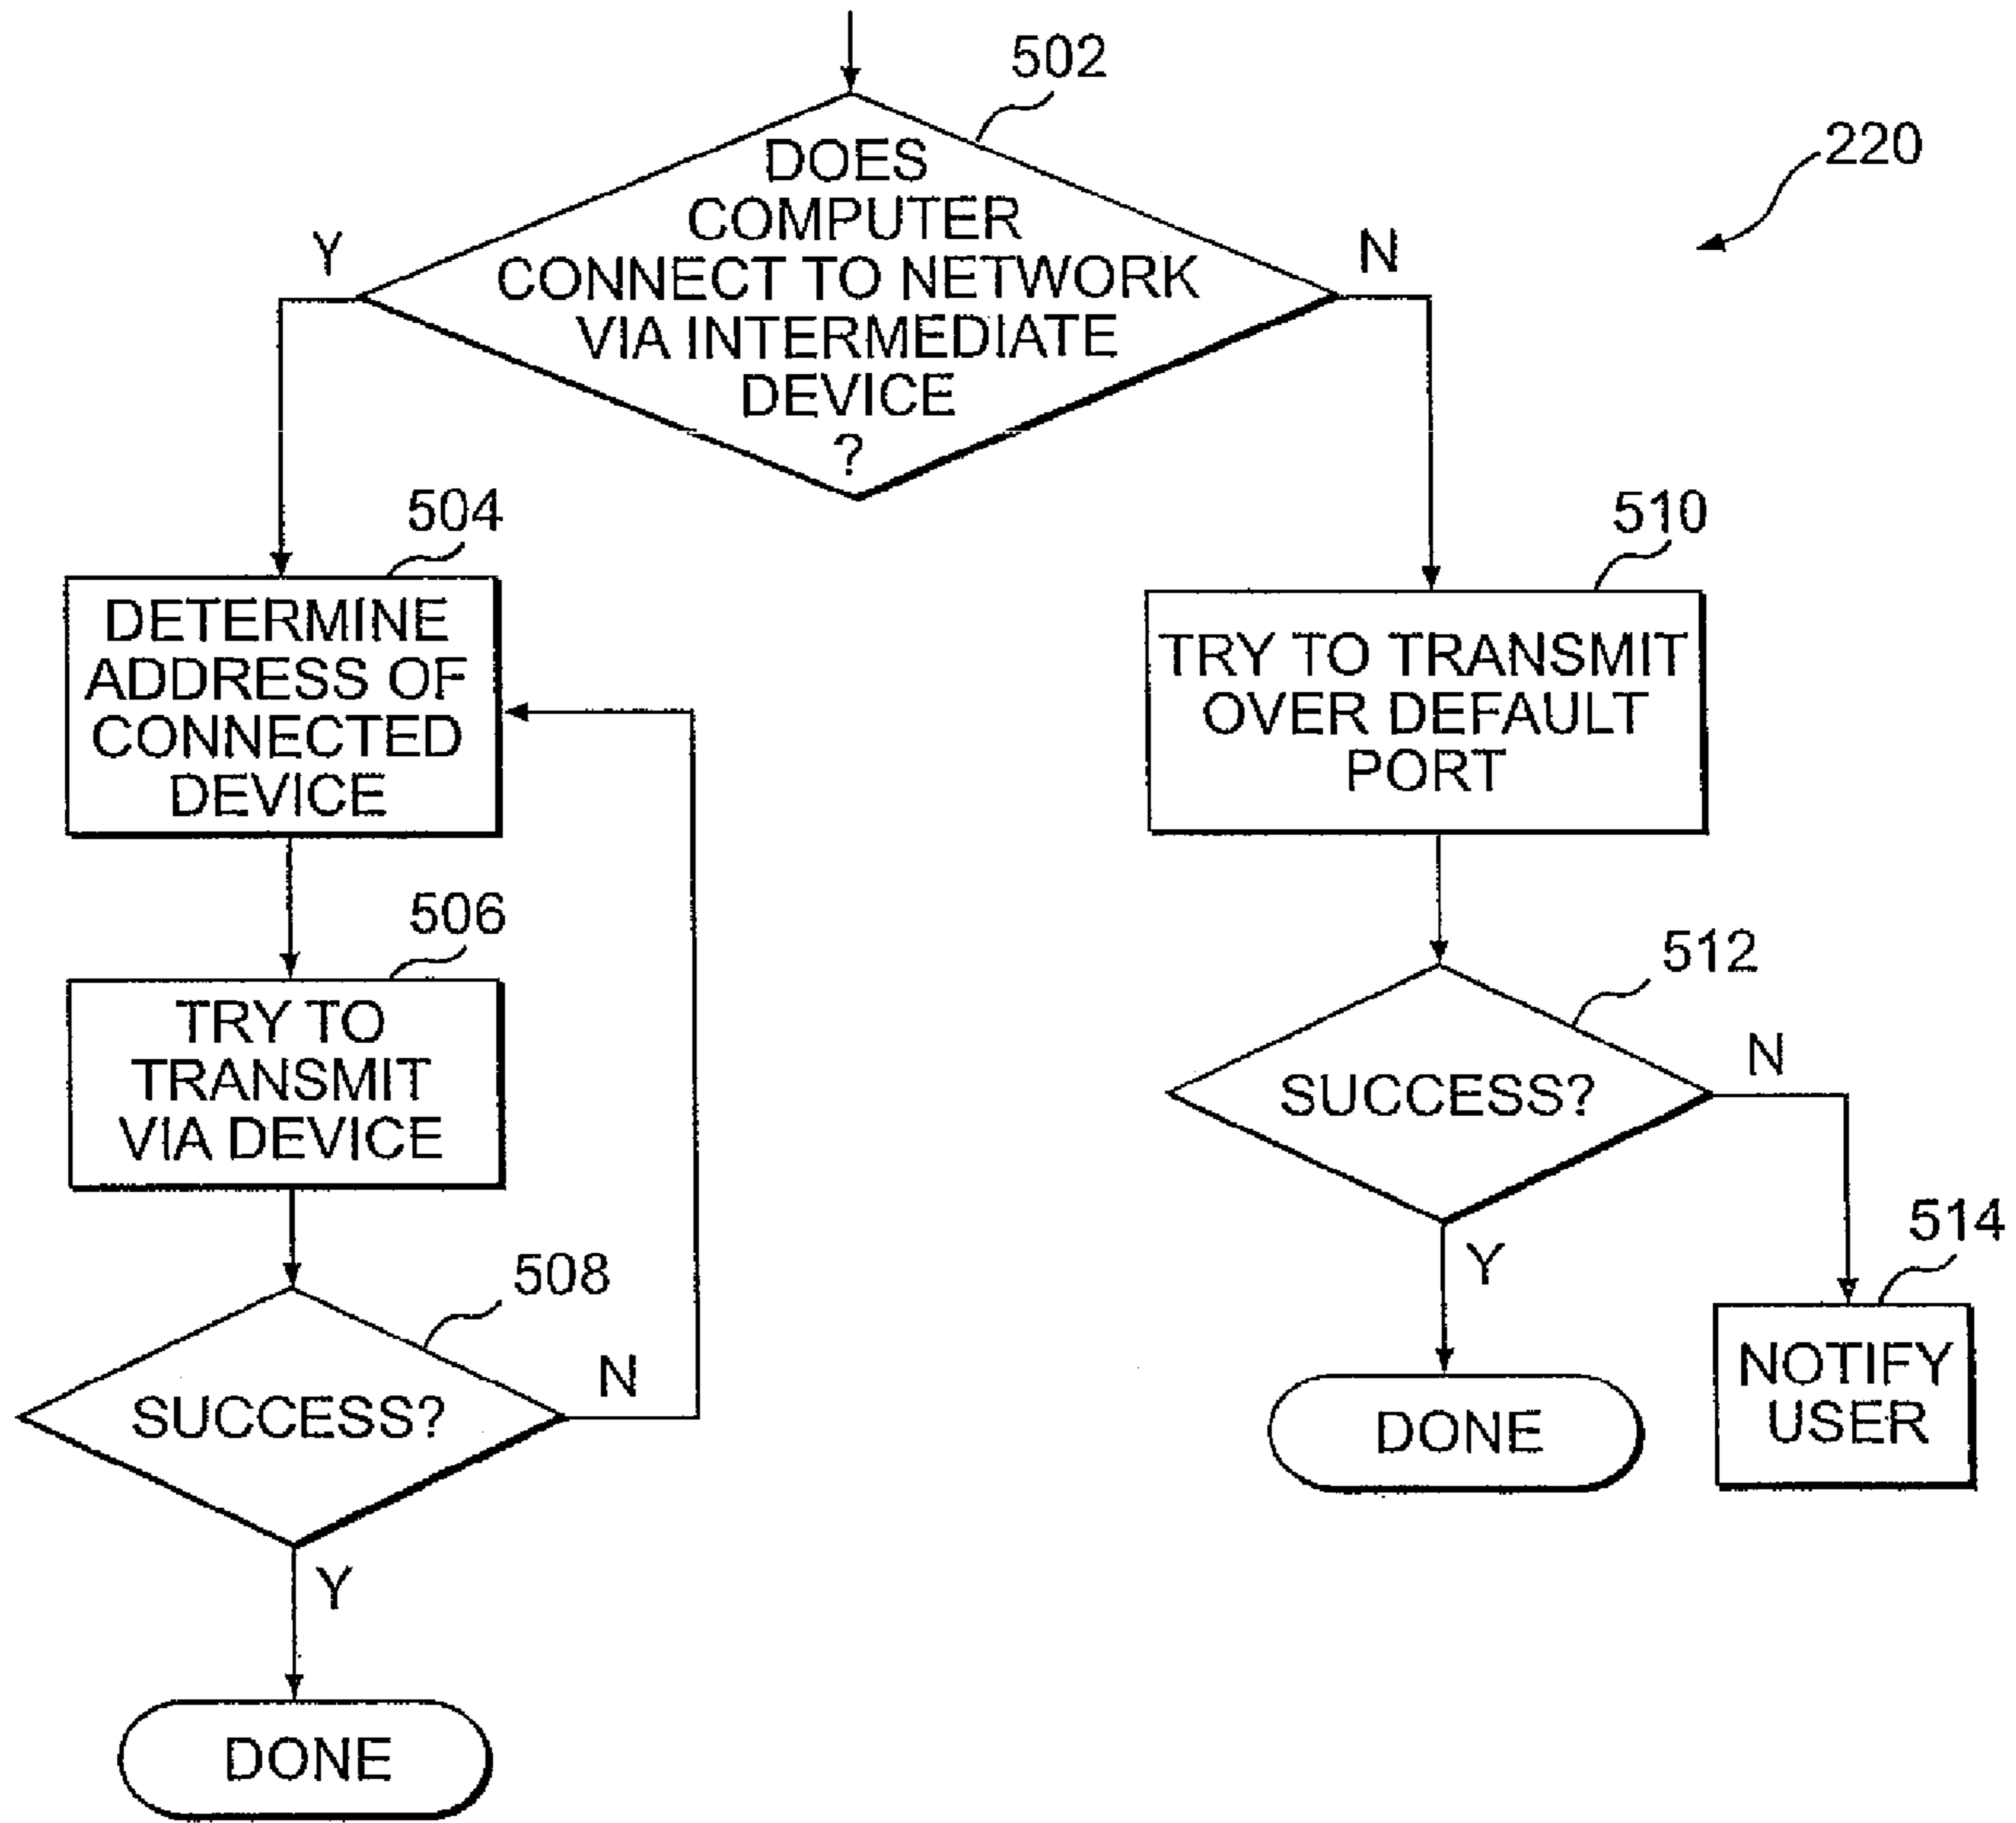 502
220
DOES
COMPUTER
CONNECT TO NETWORK
VIA INTERMEDIATE
DEVICE
?
Y
N
504
DETERMINE
ADDRESS OF
CONNECTED
DEVICE
510
TRY TO TRANSMIT
OVER DEFAULT
PORT
506
TRY TO
TRANSMIT
VIA DEVICE
512
SUCCESS?
N
Y
508
SUCCESS?
N
Y
514
NOTIFY
USER
DONE
DONE